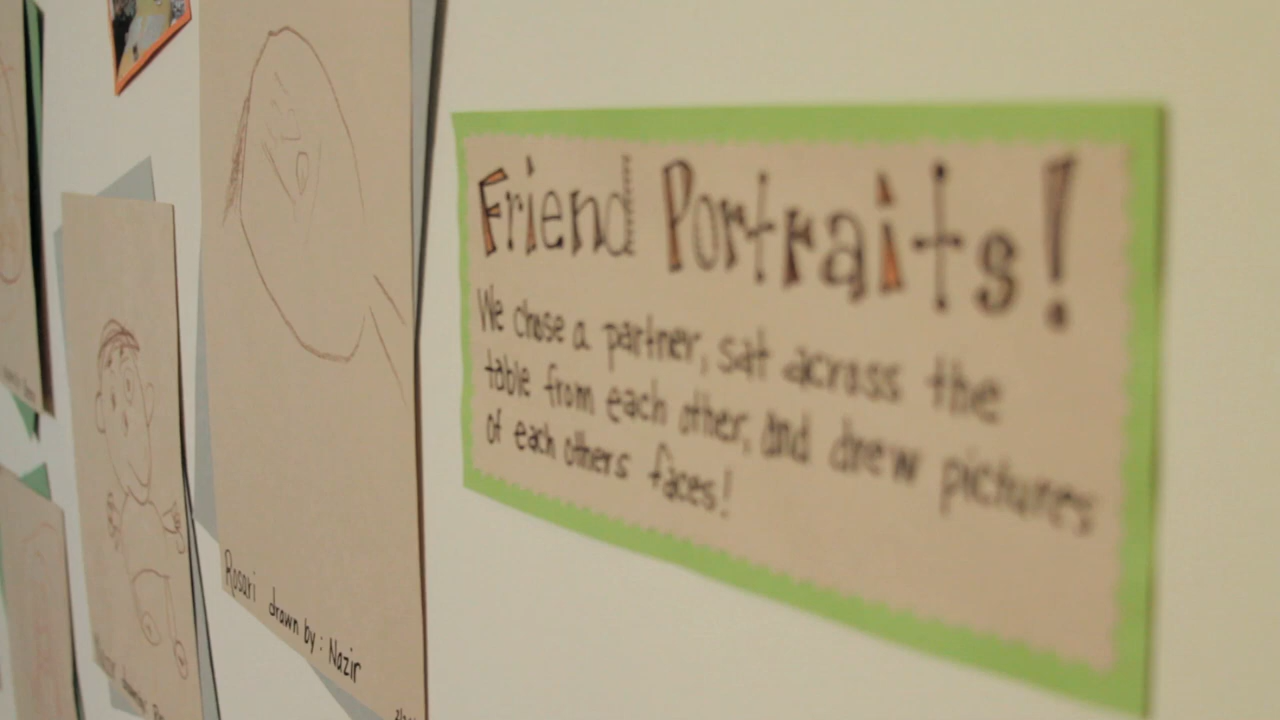 Friend Portraits!
We chose a partner, sat across the
table from each other, and drew pictures
of each others faces!
Rosari drawn by: Nazir